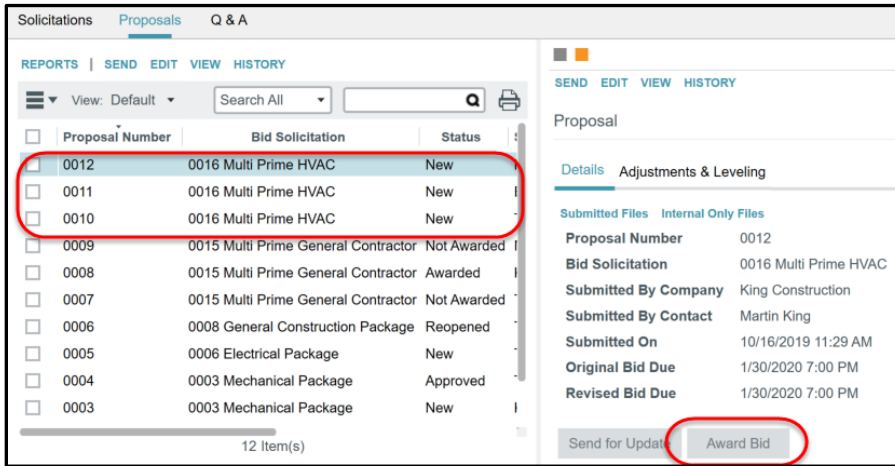 Solicitations Proposals Q & A
REPORTS | SEND EDIT VIEW HISTORY
View: Default Search All
Proposal Number Bid Solicitation Status
0012 0016 Multi Prime HVAC New
0011 0016 Multi Prime HVAC New
0010 0016 Multi Prime HVAC New
0009 0015 Multi Prime General Contractor Not Awarded
0008 0015 Multi Prime General Contractor Awarded
0007 0015 Multi Prime General Contractor Not Awarded
0006 0008 General Construction Package Reopened
0005 0006 Electrical Package New
0004 0003 Mechanical Package Approved
0003 0003 Mechanical Package New
12 Item(s)
SEND EDIT VIEW HISTORY
Proposal
Details Adjustments & Leveling
Submitted Files Internal Only Files
Proposal Number 0012
Bid Solicitation 0016 Multi Prime HVAC
Submitted By Company King Construction
Submitted By Contact Martin King
Submitted On 10/16/2019 11:29 AM
Original Bid Due 1/30/2020 7:00 PM
Revised Bid Due 1/30/2020 7:00 PM
Send for Update Award Bid